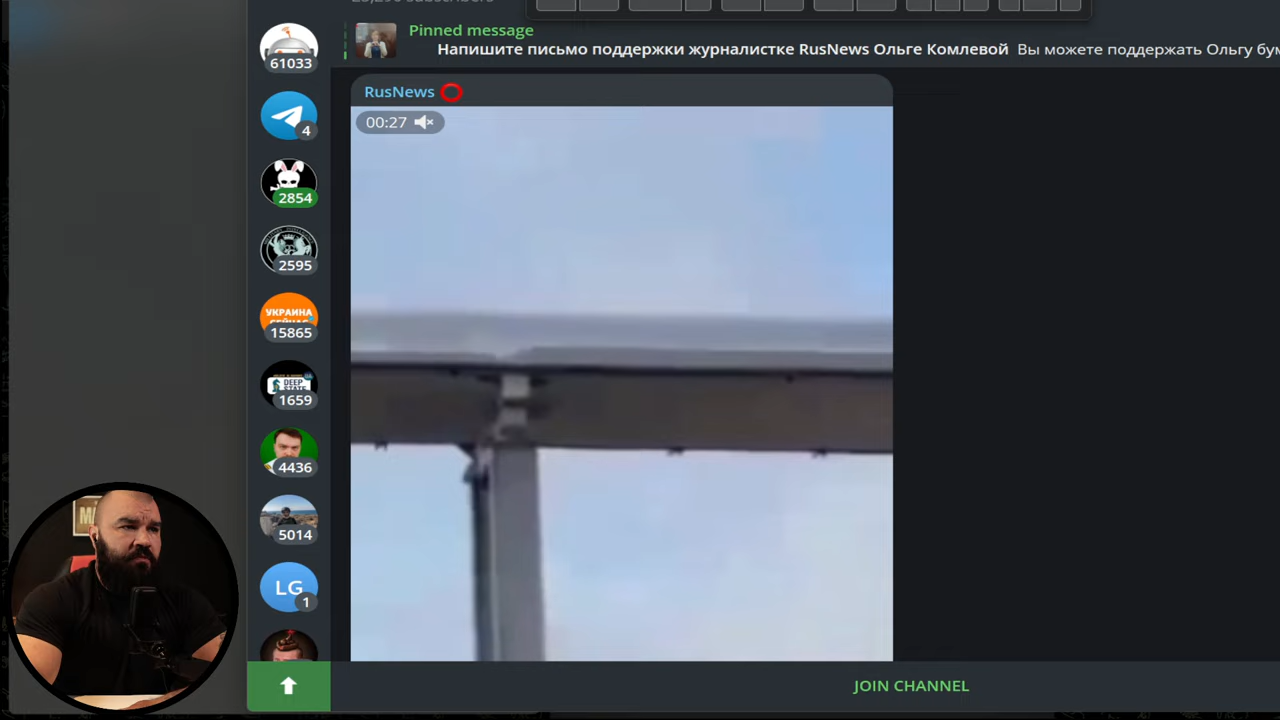 Pinned message
Напишите письмо поддержки журналистке RusNews Ольге Комлевой Вы можете поддержать Ольгу бум
RusNews
00:27
61033
4
2854
2595
УКРАИНА
15865
DEEP
STATE
1659
4436
5014
LG
1
JOIN CHANNEL